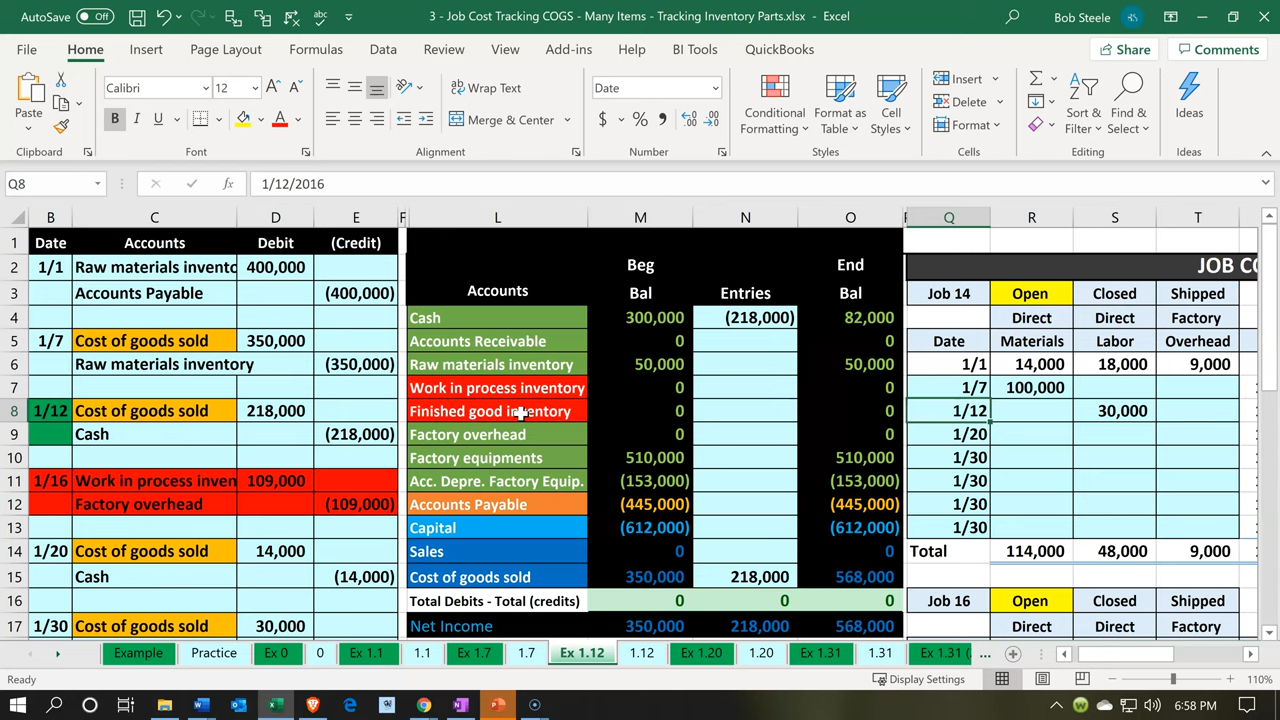 AutoSave Off 3 - Job Cost Tracking COGS - Many Items - Tracking Inventory Parts.xlsx - Excel Bob Steele
File Home Insert Page Layout Formulas Data Review View Add-ins Help BI Tools QuickBooks Share Comments
Calibri 12 Wrap Text Date Insert
Paste B I U Merge & Center $ % Conditional Formatting Format as Table Cell Styles Delete Format Sort & Filter Find & Select Ideas
Clipboard Font Alignment Number Styles Cells Editing Ideas
Q8 fx 1/12/2016
B C D E F L M N O Q R S T
1 Date Accounts Debit (Credit)
2 1/1 Raw materials invento 400,000 Beg End JOB CO
3 Accounts Payable (400,000) Accounts Bal Entries Bal Job 14 Open Closed Shipped
4 Cash 300,000 (218,000) 82,000 Direct Direct Factory
5 1/7 Cost of goods sold 350,000 Accounts Receivable 0 0 Date Materials Labor Overhead
6 Raw materials inventory (350,000) Raw materials inventory 50,000 50,000 1/1 14,000 18,000 9,000
7 Work in process inventory 0 0 1/7 100,000
8 1/12 Cost of goods sold 218,000 Finished good inventory 0 0 1/12 30,000
9 Cash (218,000) Factory overhead 0 0 1/20
10 Factory equipments 510,000 510,000 1/30
11 1/16 Work in process inven 109,000 Acc. Depre. Factory Equip. (153,000) (153,000) 1/30
12 Factory overhead (109,000) Accounts Payable (445,000) (445,000) 1/30
13 Capital (612,000) (612,000) 1/30
14 1/20 Cost of goods sold 14,000 Sales 0 0 Total 114,000 48,000 9,000
15 Cash (14,000) Cost of goods sold 350,000 218,000 568,000
16 Total Debits - Total (credits) 0 0 0 Job 16 Open Closed Shipped
17 1/30 Cost of goods sold 30,000 Net Income 350,000 218,000 568,000 Direct Direct Factory
Example Practice Ex 0 0 Ex 1.1 1.1 Ex 1.7 1.7 Ex 1.12 1.12 Ex 1.20 1.20 Ex 1.31 1.31 Ex 1.31 ( ...
Ready Display Settings 110%
6:58 PM